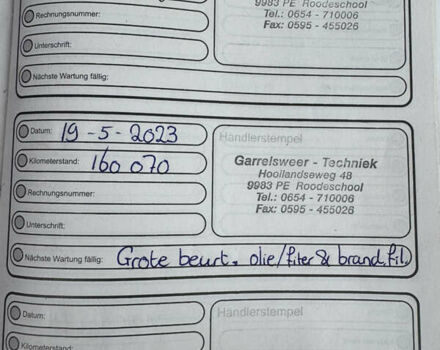 9983 PE Roodeschool
Rechnungsnummer:
Tel.: 0654 - 710006
Fax: 0595 - 455026
Unterschrift:
Nächste Wartung fällig:
Datum: 19-5-2023
Händlerstempel
Kilometerstand: 160 070
Garrelsweer - Techniek
Hooilandseweg 48
9983 PE Roodeschool
Rechnungsnummer:
Tel.: 0654 - 710006
Fax: 0595 - 455026
Unterschrift:
Nächste Wartung fällig: Grote beurt. olie/fiter & brand.fil.
Datum:
Händlerstempel
Kilometerstand: